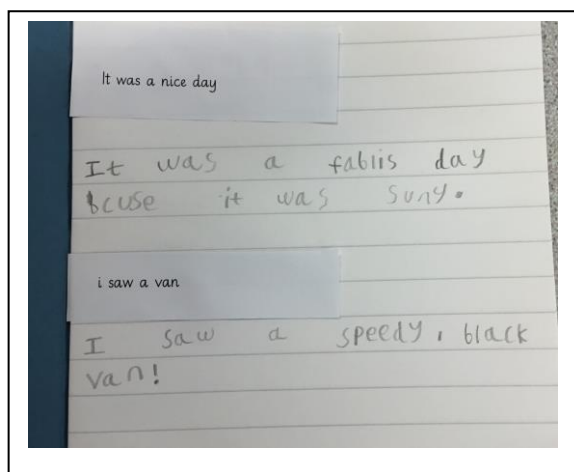 It was a nice day
It was a fablis day
bcuse it was suny.
i saw a van
I saw a speedy, black
van!